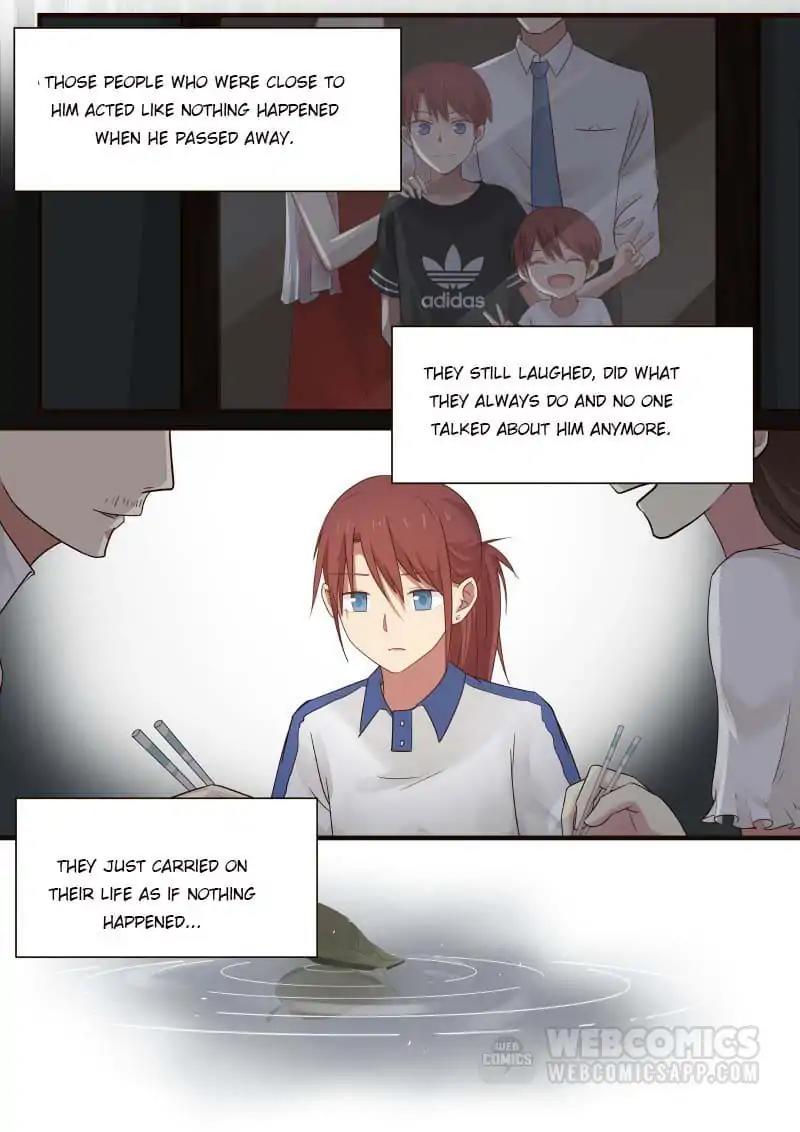 THOSE PEOPLE WHO WERE CLOSE TO
HIM ACTED LIKE NOTHING HAPPENED
WHEN HE PASSED AWAY.
adidas
THEY STILL LAUGHED, DID WHAT
THEY ALWAYS DO AND NO ONE
TALKED ABOUT HIM ANYMORE.
THEY JUST CARRIED ON
THEIR LIFE AS IF NOTHING
HAPPENED...
WEB
COMICS
WEBCOMICS
WEBCOMICSAPP.COM